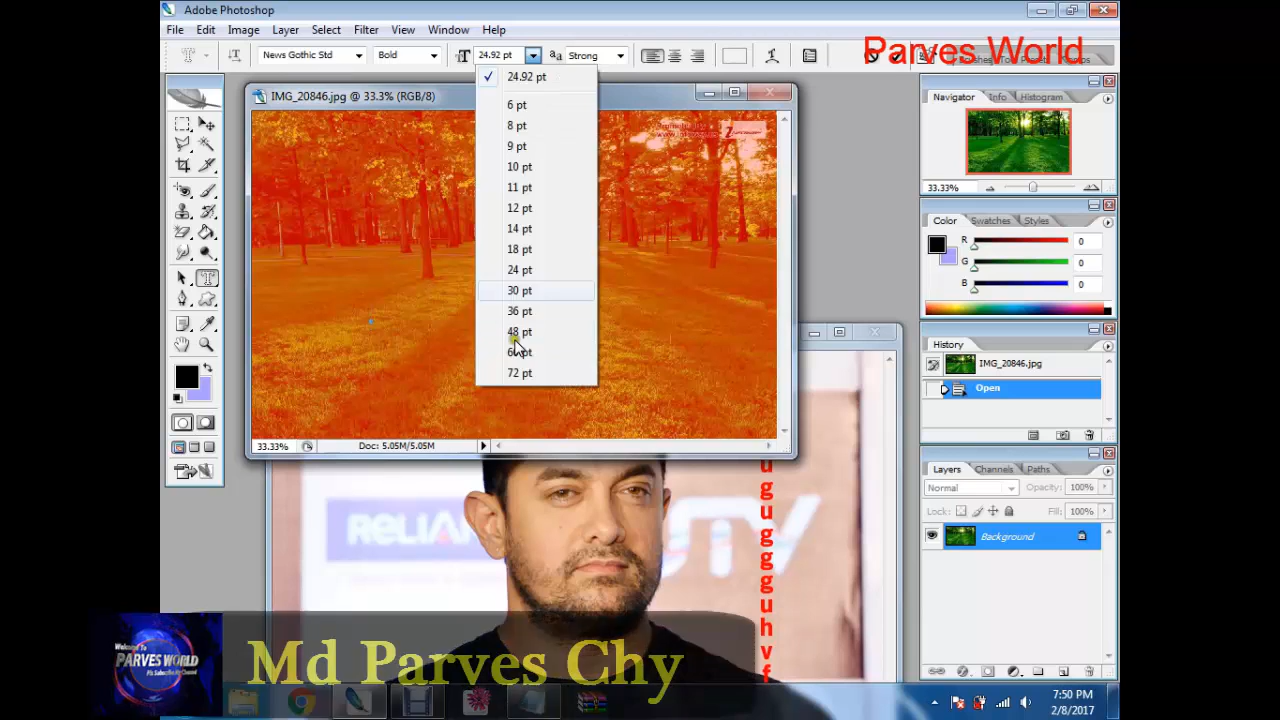 Adobe Photoshop
File Edit Image Layer Select Filter View Window Help
News Gothic Std Bold 24.92 pt aa Strong
Parves World
24.92 pt
6 pt
8 pt
9 pt
10 pt
11 pt
12 pt
14 pt
18 pt
24 pt
30 pt
36 pt
48 pt
72 pt
IMG_20846.jpg @ 33.3% (RGB/8)
33.33% Doc: 5.05M/5.05M
Navigator Info Histogram
33.33%
Color Swatches Styles
R 0
G 0
B 0
History
IMG_20846.jpg
Open
Layers Channels Paths
Normal Opacity: 100%
Lock: Fill: 100%
Background
RELIANCE UTV
u
g
u
g
g
g
u
h
v
f
Welcome To
PARVES WORLD
Md Parves Chy
7:50 PM
2/8/2017